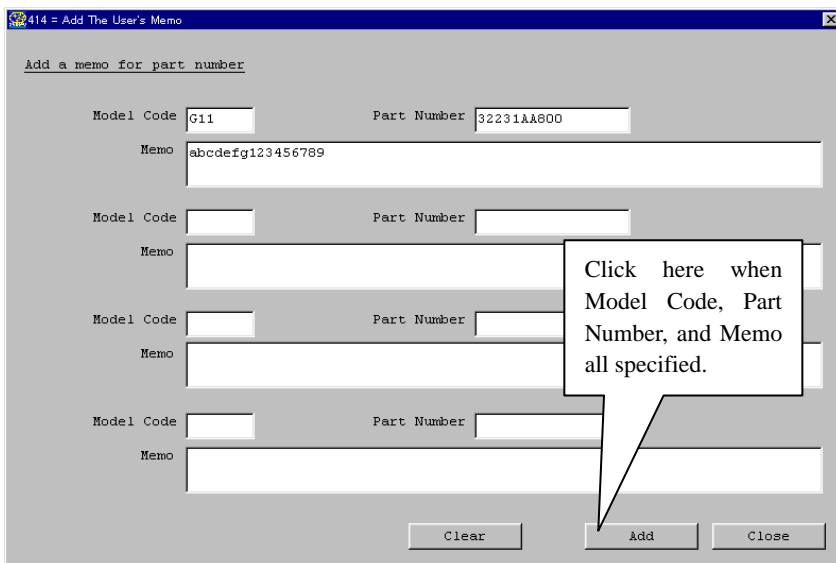 414 = Add The User's Memo
Add a memo for part number
Model Code G11 Part Number 32231AA800
Memo abcdefg123456789
Model Code Part Number
Memo
Click here when
Model Code, Part
Number, and Memo
all specified.
Model Code Part Number
Memo
Model Code Part Number
Memo
Clear Add Close